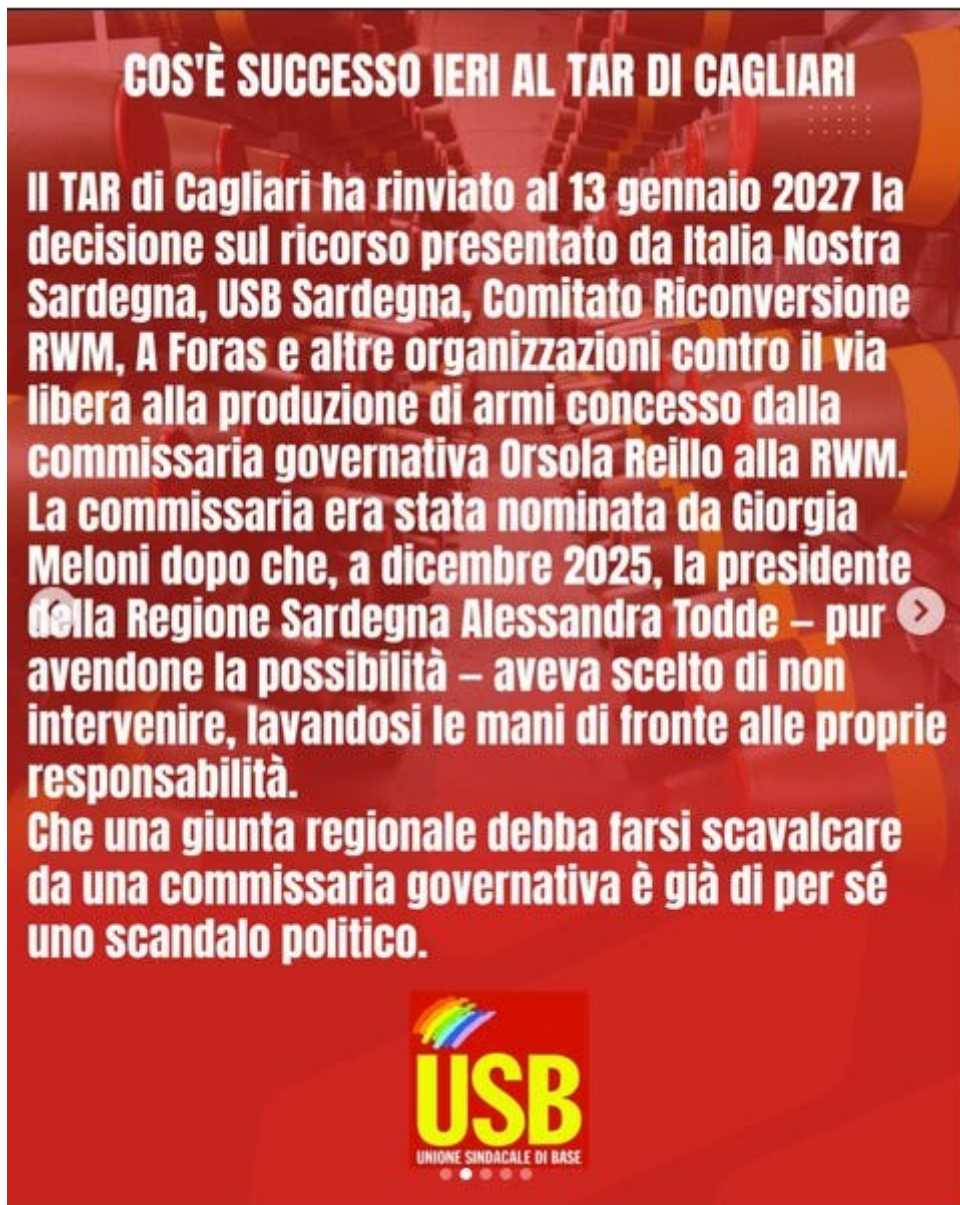 COS'È SUCCESSO IERI AL TAR DI CAGLIARI
Il TAR di Cagliari ha rinviato al 13 gennaio 2027 la
decisione sul ricorso presentato da Italia Nostra
Sardegna, USB Sardegna, Comitato Riconversione
RWM, A Foras e altre organizzazioni contro il via
libera alla produzione di armi concesso dalla
commissaria governativa Orsola Reillo alla RWM.
La commissaria era stata nominata da Giorgia
Meloni dopo che, a dicembre 2025, la presidente
della Regione Sardegna Alessandra Todde – pur
avendone la possibilità – aveva scelto di non
intervenire, lavandosi le mani di fronte alle proprie
responsabilità.
Che una giunta regionale debba farsi scavalcare
da una commissaria governativa è già di per sé
uno scandalo politico.
USB
UNIONE SINDACALE DI BASE